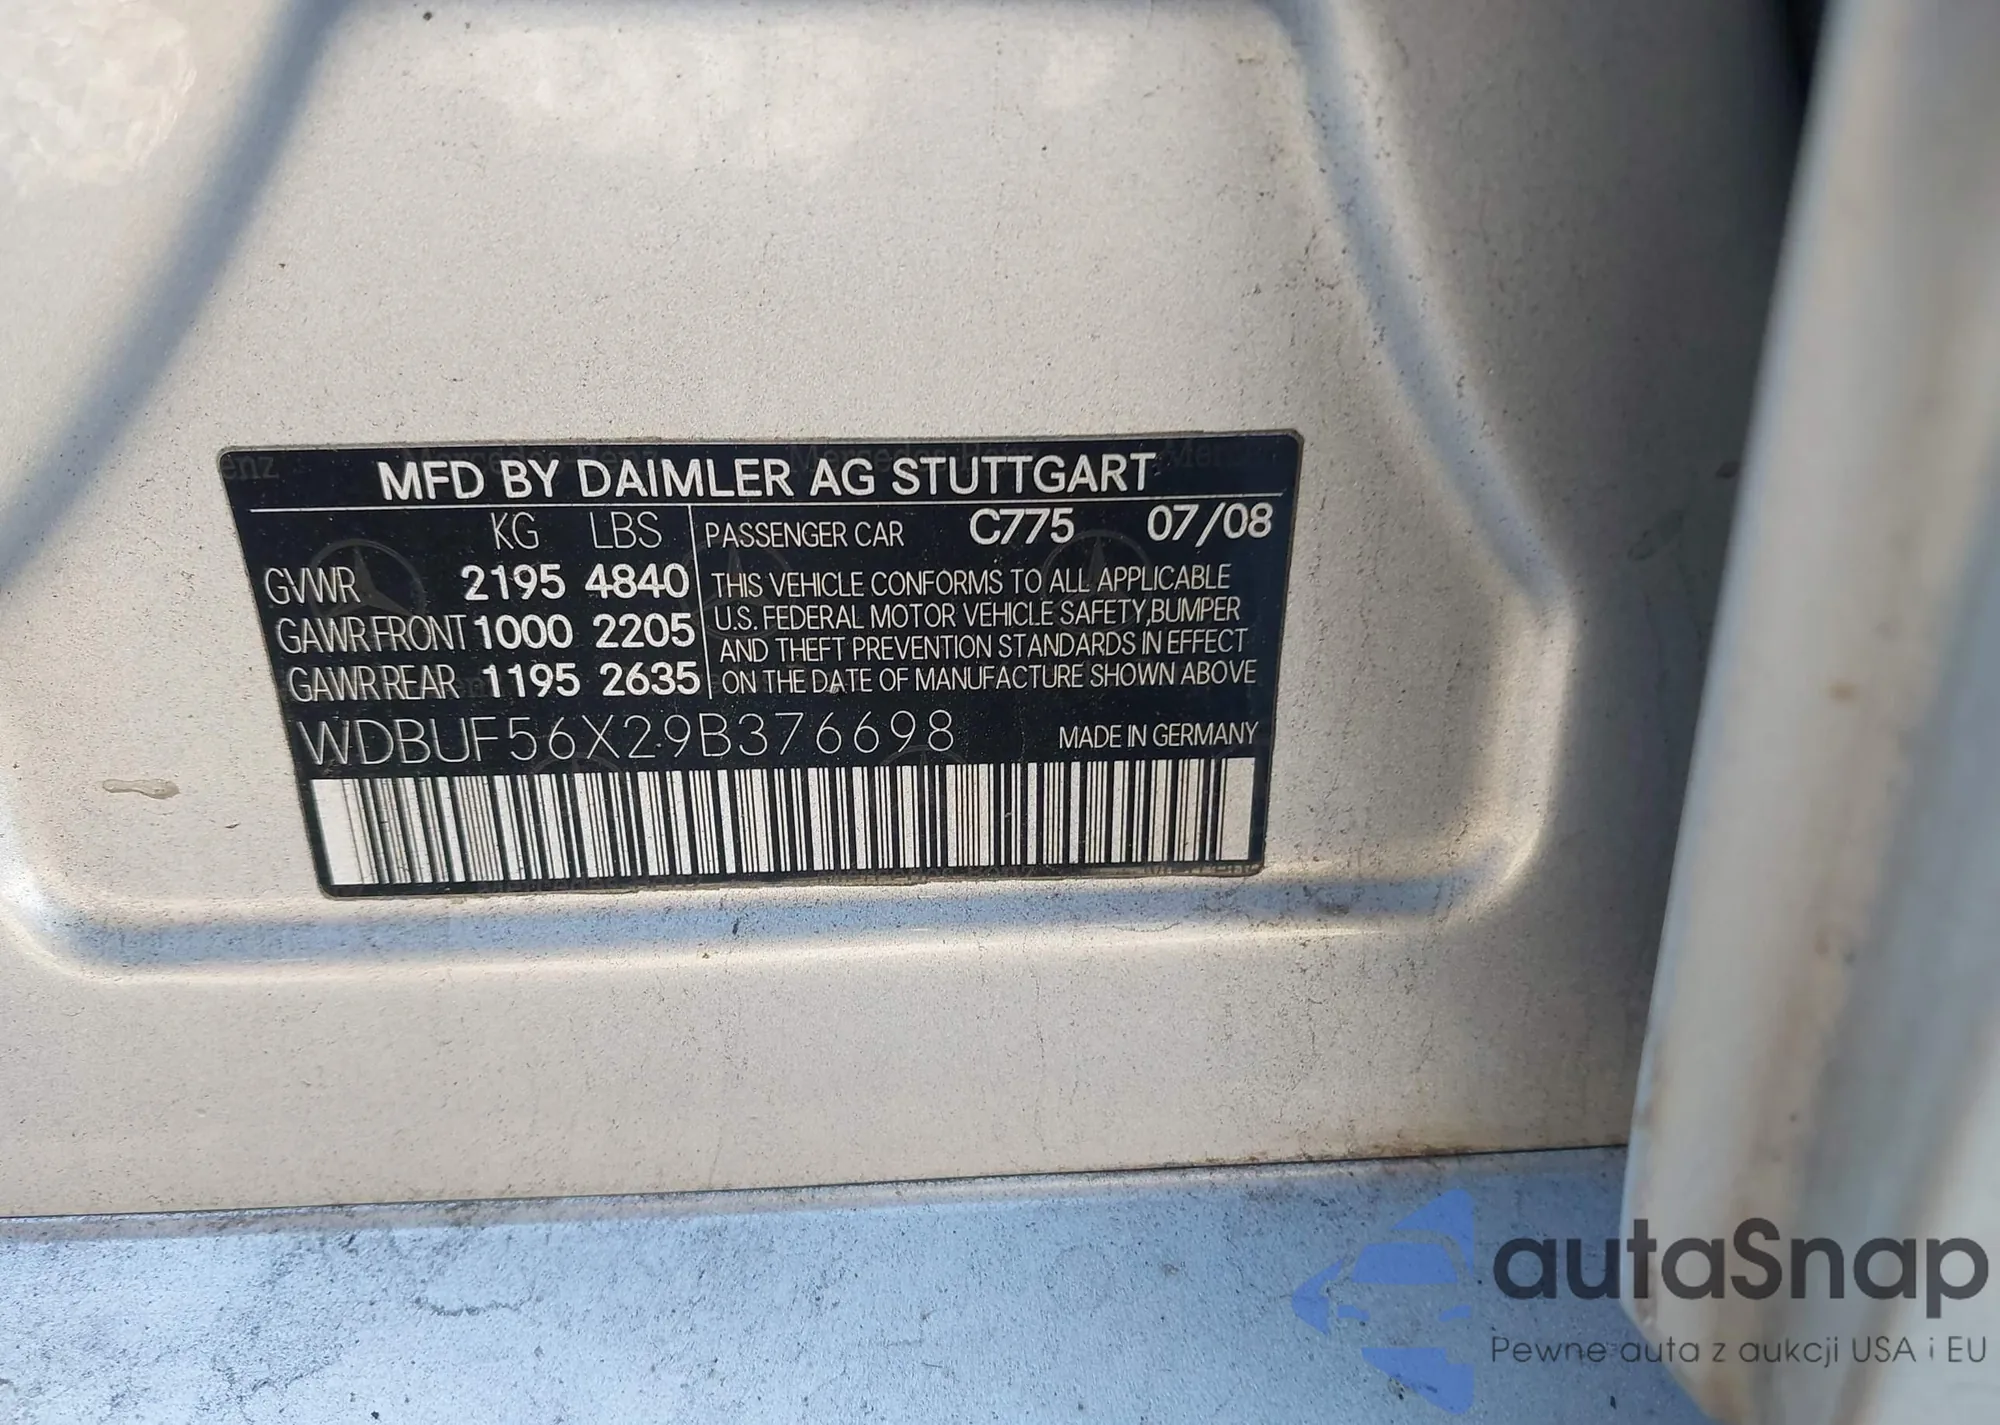 MFD BY DAIMLER AG STUTTGART
KG LBS
GVWR 2195 4840
GAWR FRONT 1000 2205
GAWR REAR 1195 2635
PASSENGER CAR C775 07/08
THIS VEHICLE CONFORMS TO ALL APPLICABLE
U.S. FEDERAL MOTOR VEHICLE SAFETY, BUMPER
AND THEFT PREVENTION STANDARDS IN EFFECT
ON THE DATE OF MANUFACTURE SHOWN ABOVE
WDBUF56X29B376698 MADE IN GERMANY
autaSnap
Pewne auta z aukcji USA i EU